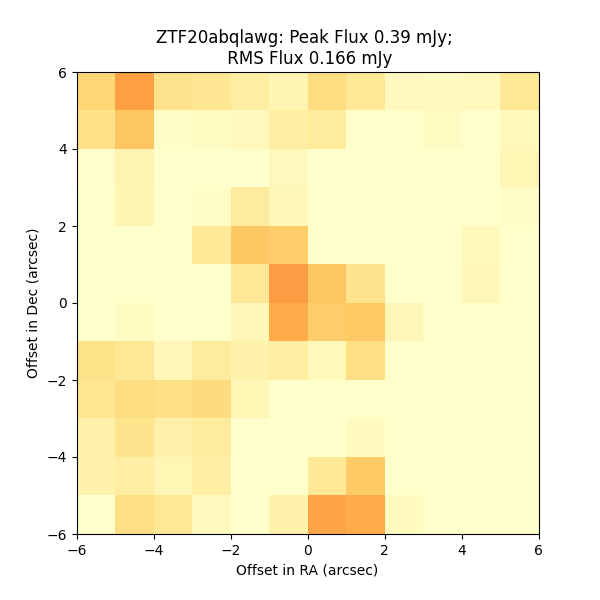 ZTF20abqlawg: Peak Flux 0.39 mJy;
RMS Flux 0.166 mJy
6
4
2
0
−2
−4
−6
Offset in Dec (arcsec)
−6 −4 −2 0 2 4 6
Offset in RA (arcsec)